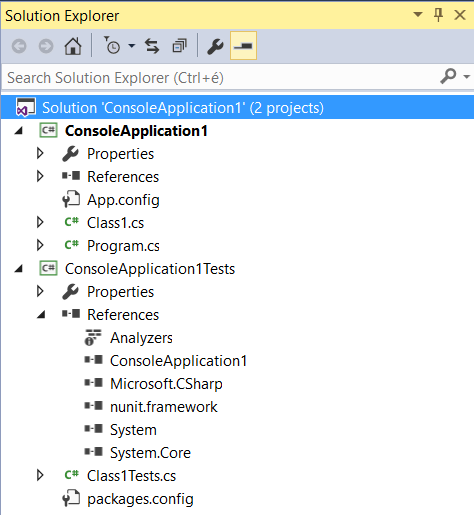 Solution Explorer
Search Solution Explorer (Ctrl+é)
Solution 'ConsoleApplication1' (2 projects)
C# ConsoleApplication1
Properties
References
App.config
C# Class1.cs
C# Program.cs
C# ConsoleApplication1Tests
Properties
References
Analyzers
ConsoleApplication1
Microsoft.CSharp
nunit.framework
System
System.Core
C# Class1Tests.cs
packages.config